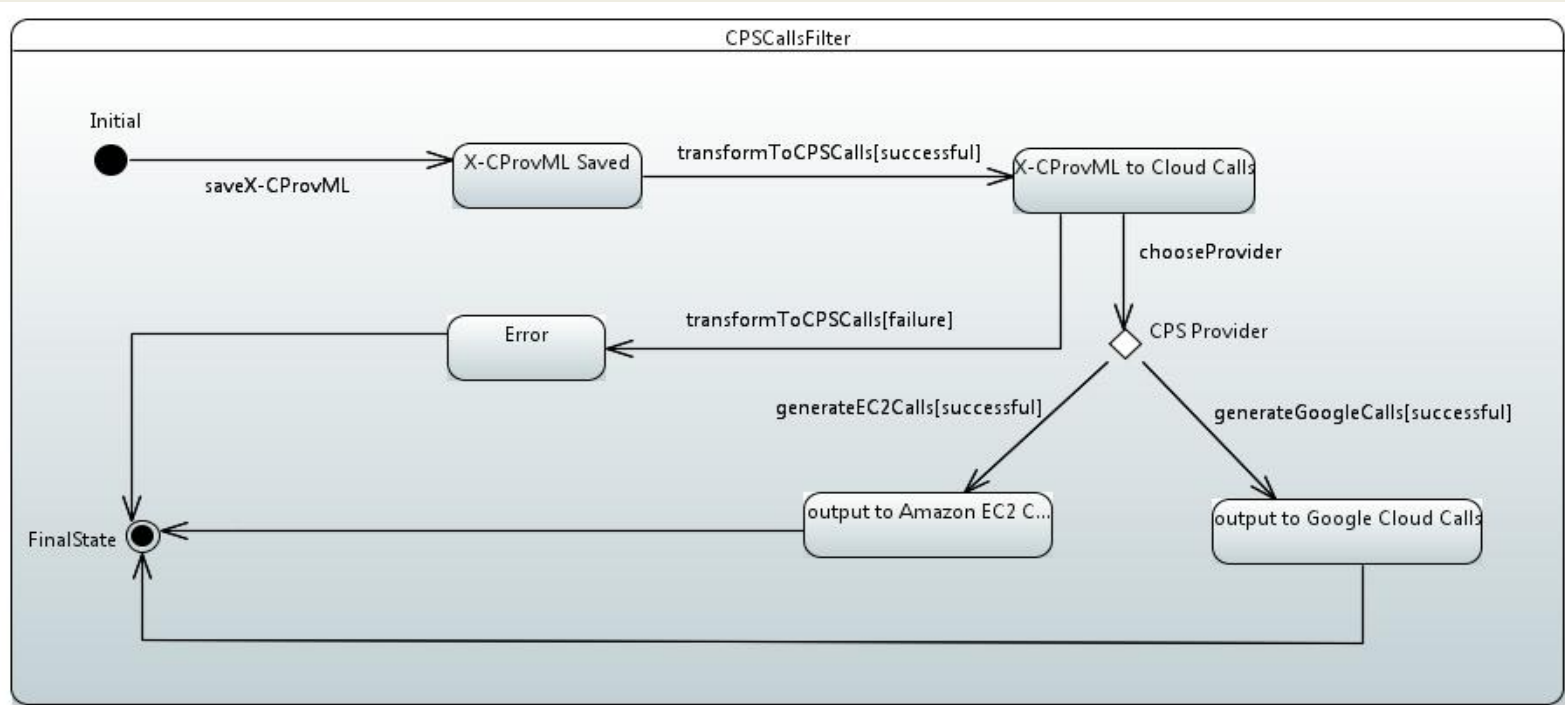 CPSCallsFilter
Initial
saveX-CProvML
X-CProvML Saved
transformToCPSCalls[successful]
X-CProvML to Cloud Calls
chooseProvider
transformToCPSCalls[failure]
Error
CPS Provider
generateEC2Calls[successful]
generateGoogleCalls[successful]
output to Amazon EC2 C...
output to Google Cloud Calls
FinalState